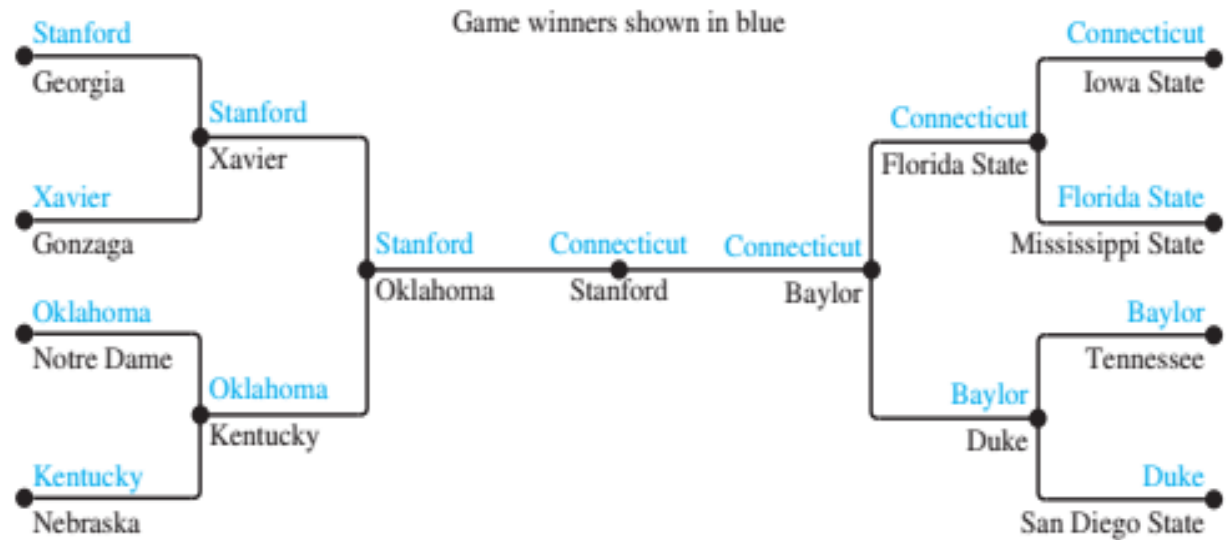 Game winners shown in blue
Stanford
Georgia
Stanford
Xavier
Xavier
Gonzaga
Oklahoma
Notre Dame
Oklahoma
Kentucky
Kentucky
Nebraska
Stanford
Oklahoma
Connecticut
Stanford
Connecticut
Baylor
Connecticut
Florida State
Connecticut
Iowa State
Florida State
Mississippi State
Baylor
Tennessee
Baylor
Duke
Duke
San Diego State